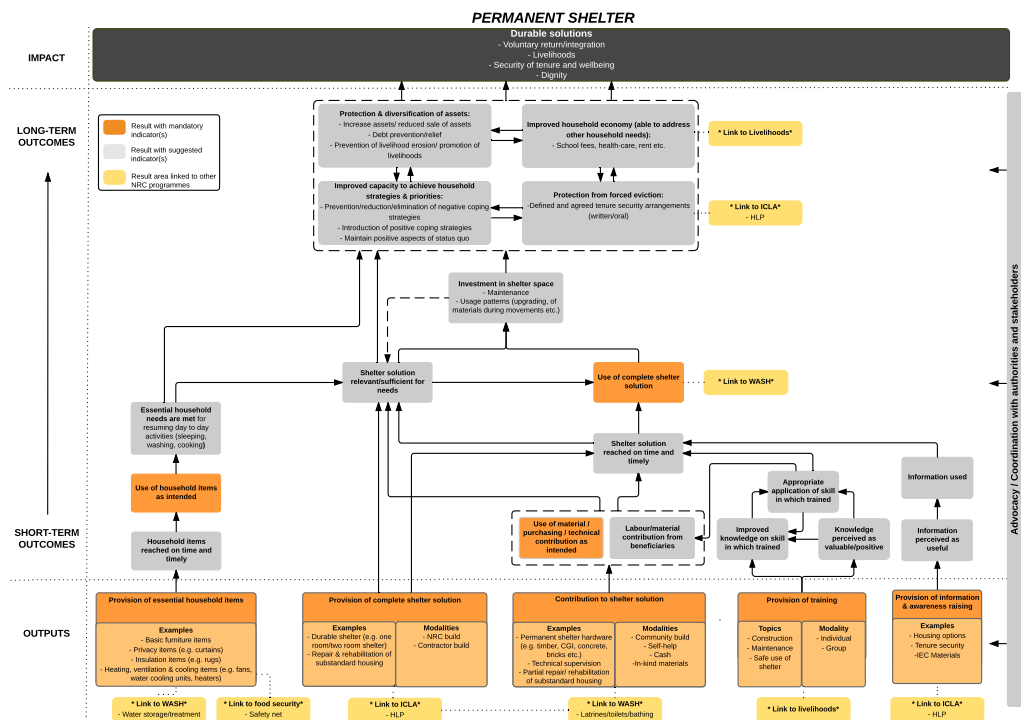 PERMANENT SHELTER
IMPACT
Durable solutions
- Voluntary return/integration
- Livelihoods
- Security of tenure and wellbeing
- Dignity
LONG-TERM
OUTCOMES
Result with mandatory
indicator(s)
Result with suggested
indicator(s)
Result area linked to other
NRC programmes
Protection & diversification of assets:
- Increase assets/ reduced sale of assets
- Debt prevention/relief
- Prevention of livelihood erosion/ promotion of
livelihoods
Improved household economy (able to address
other household needs):
- School fees, health-care, rent etc.
* Link to Livelihoods*
Improved capacity to achieve household
strategies & priorities:
- Prevention/reduction/elimination of negative coping
strategies
- Introduction of positive coping strategies
- Maintain positive aspects of status quo
Protection from forced eviction:
-Defined and agreed tenure security arrangements
(written/oral)
* Link to ICLA*
- HLP
Investment in shelter space
- Maintenance
- Usage patterns (upgrading, of
materials during movements etc.)
Shelter solution
relevant/sufficient for
needs
Use of complete shelter
solution
* Link to WASH*
Essential household
needs are met for
resuming day to day
activities (sleeping,
washing, cooking)
Shelter solution
reached on time and
timely
Use of household items
as intended
Information used
Appropriate
application of skill
in which trained
SHORT-TERM
OUTCOMES
Household items
reached on time and
timely
Use of material /
purchasing / technical
contribution as
intended
Labour/material
contribution from
beneficiaries
Improved
knowledge on skill
in which trained
Knowledge
perceived as
valuable/positive
Information
perceived as
useful
Advocacy / Coordination with authorities and stakeholders
OUTPUTS
Provision of essential household items
Examples
- Basic furniture items
- Privacy items (e.g. curtains)
- Insulation items (e.g. rugs)
- Heating, ventilation & cooling items (e.g. fans,
water cooling units, heaters)
Provision of complete shelter solution
Examples
- Durable shelter (e.g. one
room/two room shelter)
- Repair & rehabilitation of
substandard housing
Modalities
- NRC build
- Contractor build
Contribution to shelter solution
Examples
- Permanent shelter hardware
(e.g. timber, CGI, concrete,
bricks etc.)
- Technical supervision
- Partial repair/ rehabilitation
of substandard housing
Modalities
- Community build
- Self-help
- Cash
-In-kind materials
Provision of training
Topics
- Construction
- Maintenance
- Safe use of
shelter
Modality
- Individual
- Group
Provision of information
& awareness raising
Examples
- Housing options
- Tenure security
-IEC Materials
* Link to WASH*
- Water storage/treatment
* Link to food security*
- Safety net
* Link to ICLA*
- HLP
* Link to WASH*
- Latrines/toilets/bathing
* Link to livelihoods*
* Link to ICLA*
- HLP